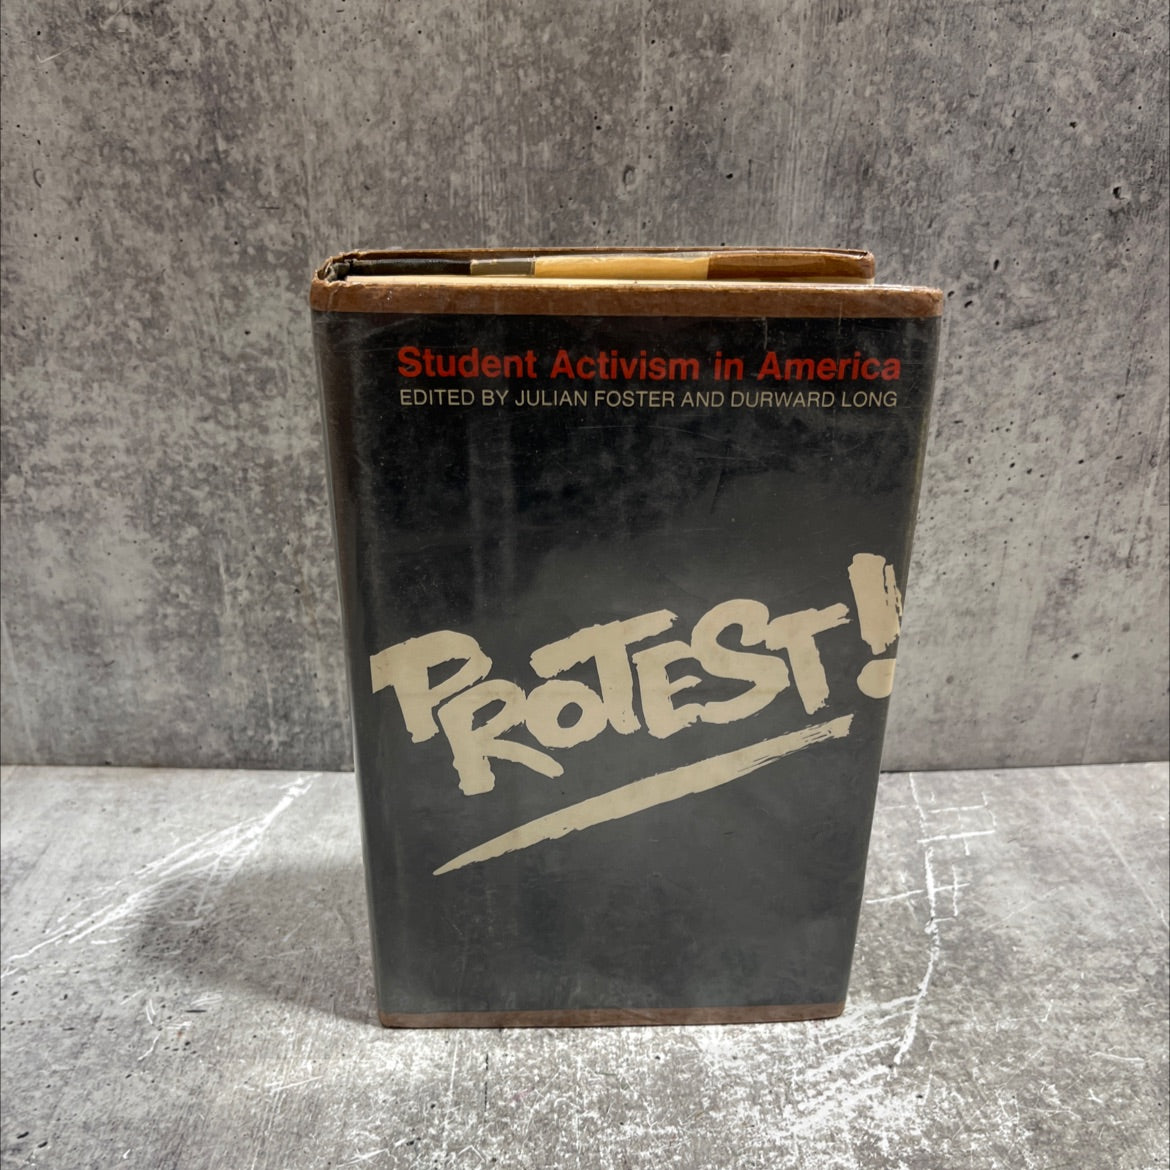 Student Activism in America
EDITED BY JULIAN FOSTER AND DURWARD LONG
PROTEST!